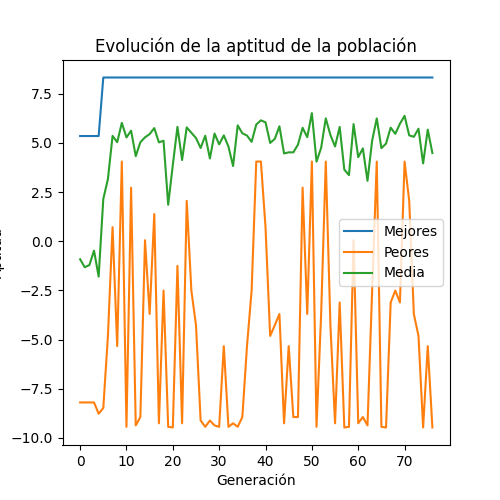 Evolución de la aptitud de la población
7.5
5.0
2.5
0.0
−2.5
−5.0
−7.5
−10.0
0 10 20 30 40 50 60 70
Generación
Mejores
Peores
Media